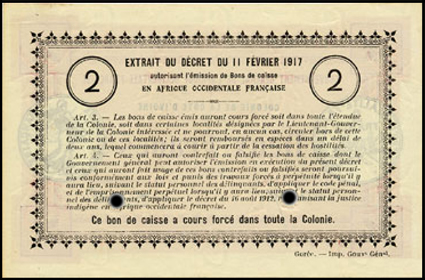 EXTRAIT DU DÉCRET DU 11 FÉVRIER 1917
autorisant l'émission de Bons de caisse
EN AFRIQUE OCCIDENTALE FRANÇAISE
2
2
Art. 3. — Les bons de caisse émis auront cours forcé soit dans toute l'étendue
de la Colonie, soit dans certaines localités désignées par le Lieutenant-Gouver-
neur de la Colonie intéressée et ne pourront, en aucun cas, circuler hors de cette
Colonie ou de ces localités; ils seront remboursés en espèces dans un délai de
deux ans, lequel commencera à courir à partir de la cessation des hostilités.
Art. 4. — Ceux qui auront contrefait ou falsifié les bons de caisse dont le
Gouvernement général peut autoriser l'émission en exécution du présent décret
et ceux qui auront fait usage de ces bons contrefaits ou falsifiés seront poursui-
vis conformément aux lois et punis des travaux forcés à perpétuité lorsqu'il y
aura lieu, suivant le statut personnel des délinquants, d'appliquer le code pénal,
et de l'emprisonnement perpétuel lorsqu'il y aura lieu, suivant le statut person-
nel des délinquants, d'appliquer le décret du 16 août 1912, organisant la justice
indigène en Afrique occidentale française.
Ce bon de caisse a cours forcé dans toute la Colonie.
Gorée. — Imp. Gouvt Génal.